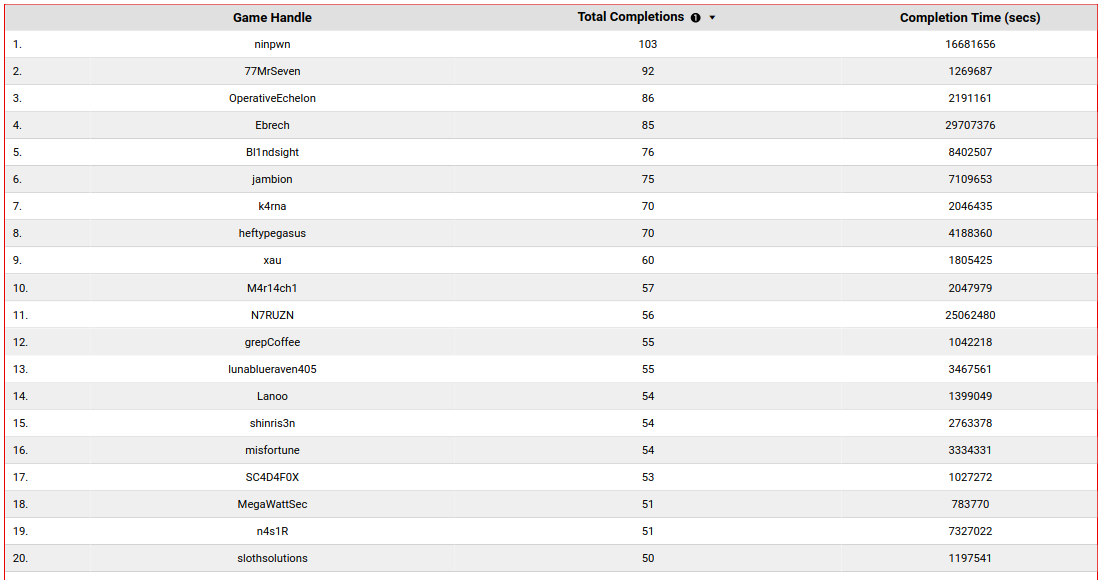 Game Handle Total Completions 1 Completion Time (secs)
1. ninpwn 103 16681656
2. 77MrSeven 92 1269687
3. OperativeEchelon 86 2191161
4. Ebrech 85 29707376
5. Bl1ndsight 76 8402507
6. jambion 75 7109653
7. k4rna 70 2046435
8. heftypegasus 70 4188360
9. xau 60 1805425
10. M4r14ch1 57 2047979
11. N7RUZN 56 25062480
12. grepCoffee 55 1042218
13. lunablueraven405 55 3467561
14. Lanoo 54 1399049
15. shinris3n 54 2763378
16. misfortune 54 3334331
17. SC4D4F0X 53 1027272
18. MegaWattSec 51 783770
19. n4s1R 51 7327022
20. slothsolutions 50 1197541